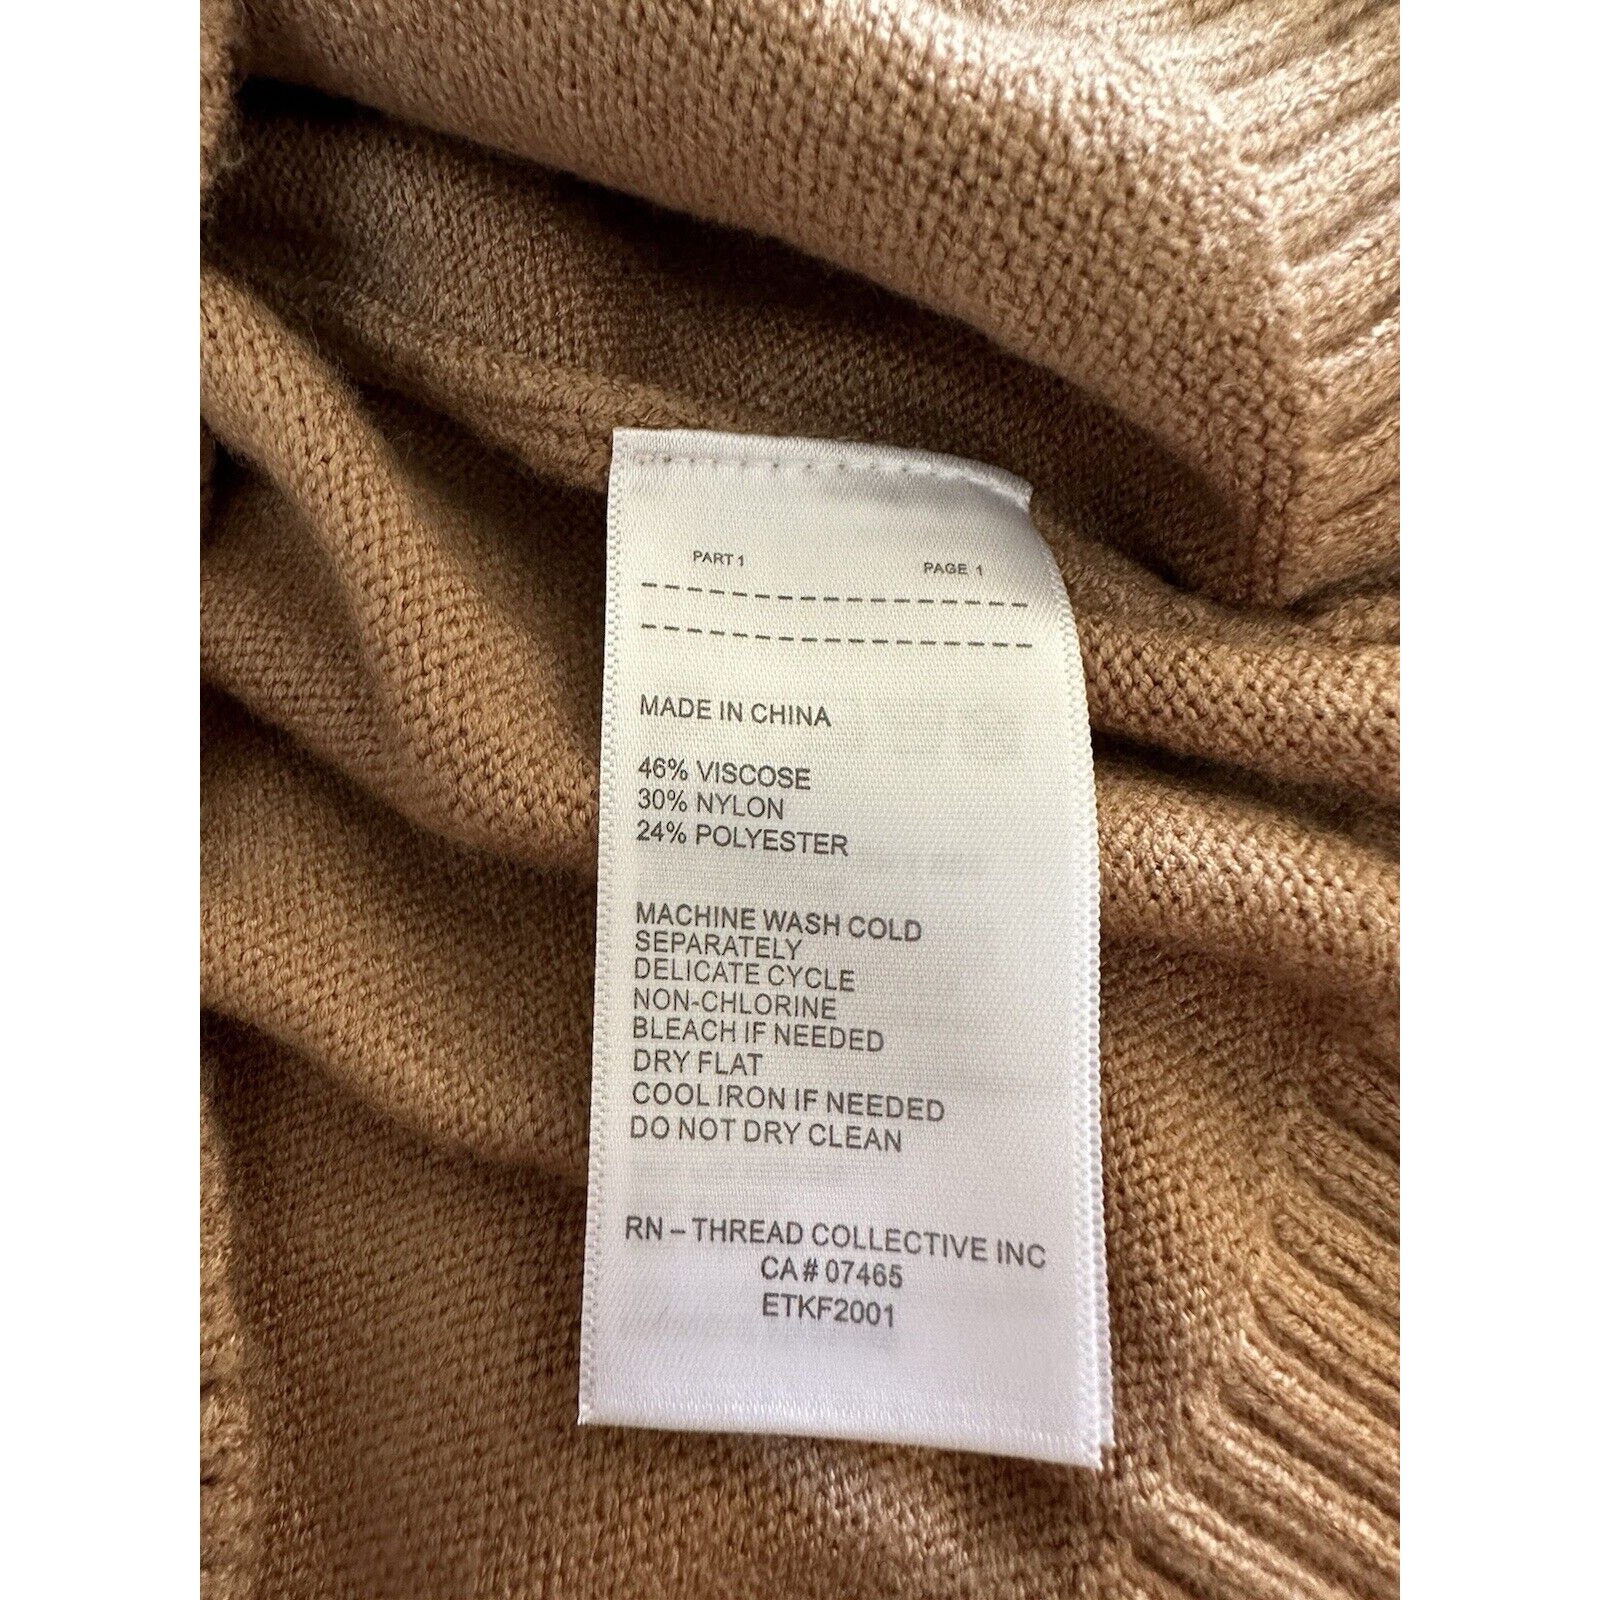 PART 1 PAGE 1
MADE IN CHINA
46% VISCOSE
30% NYLON
24% POLYESTER
MACHINE WASH COLD
SEPARATELY
DELICATE CYCLE
NON-CHLORINE
BLEACH IF NEEDED
DRY FLAT
COOL IRON IF NEEDED
DO NOT DRY CLEAN
RN – THREAD COLLECTIVE INC
CA# 07465
ETKF2001